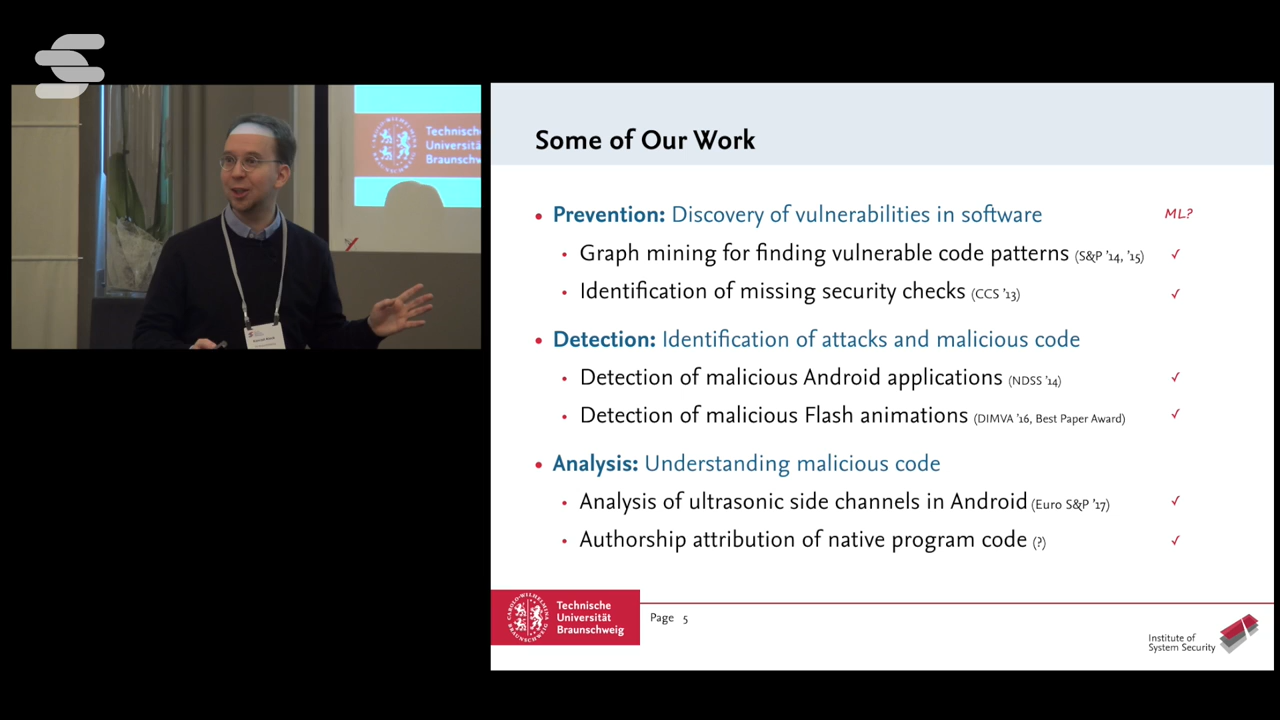 Technische
Universität
Braunschweig
Some of Our Work
• Prevention: Discovery of vulnerabilities in software ML?
• Graph mining for finding vulnerable code patterns (S&P '14, '15) ✓
• Identification of missing security checks (CCS '13) ✓
• Detection: Identification of attacks and malicious code
• Detection of malicious Android applications (NDSS '14) ✓
• Detection of malicious Flash animations (DIMVA '16, Best Paper Award) ✓
• Analysis: Understanding malicious code
• Analysis of ultrasonic side channels in Android (Euro S&P '17) ✓
• Authorship attribution of native program code (?) ✓
Technische
Universität
Braunschweig
Page 5
Institute of
System Security